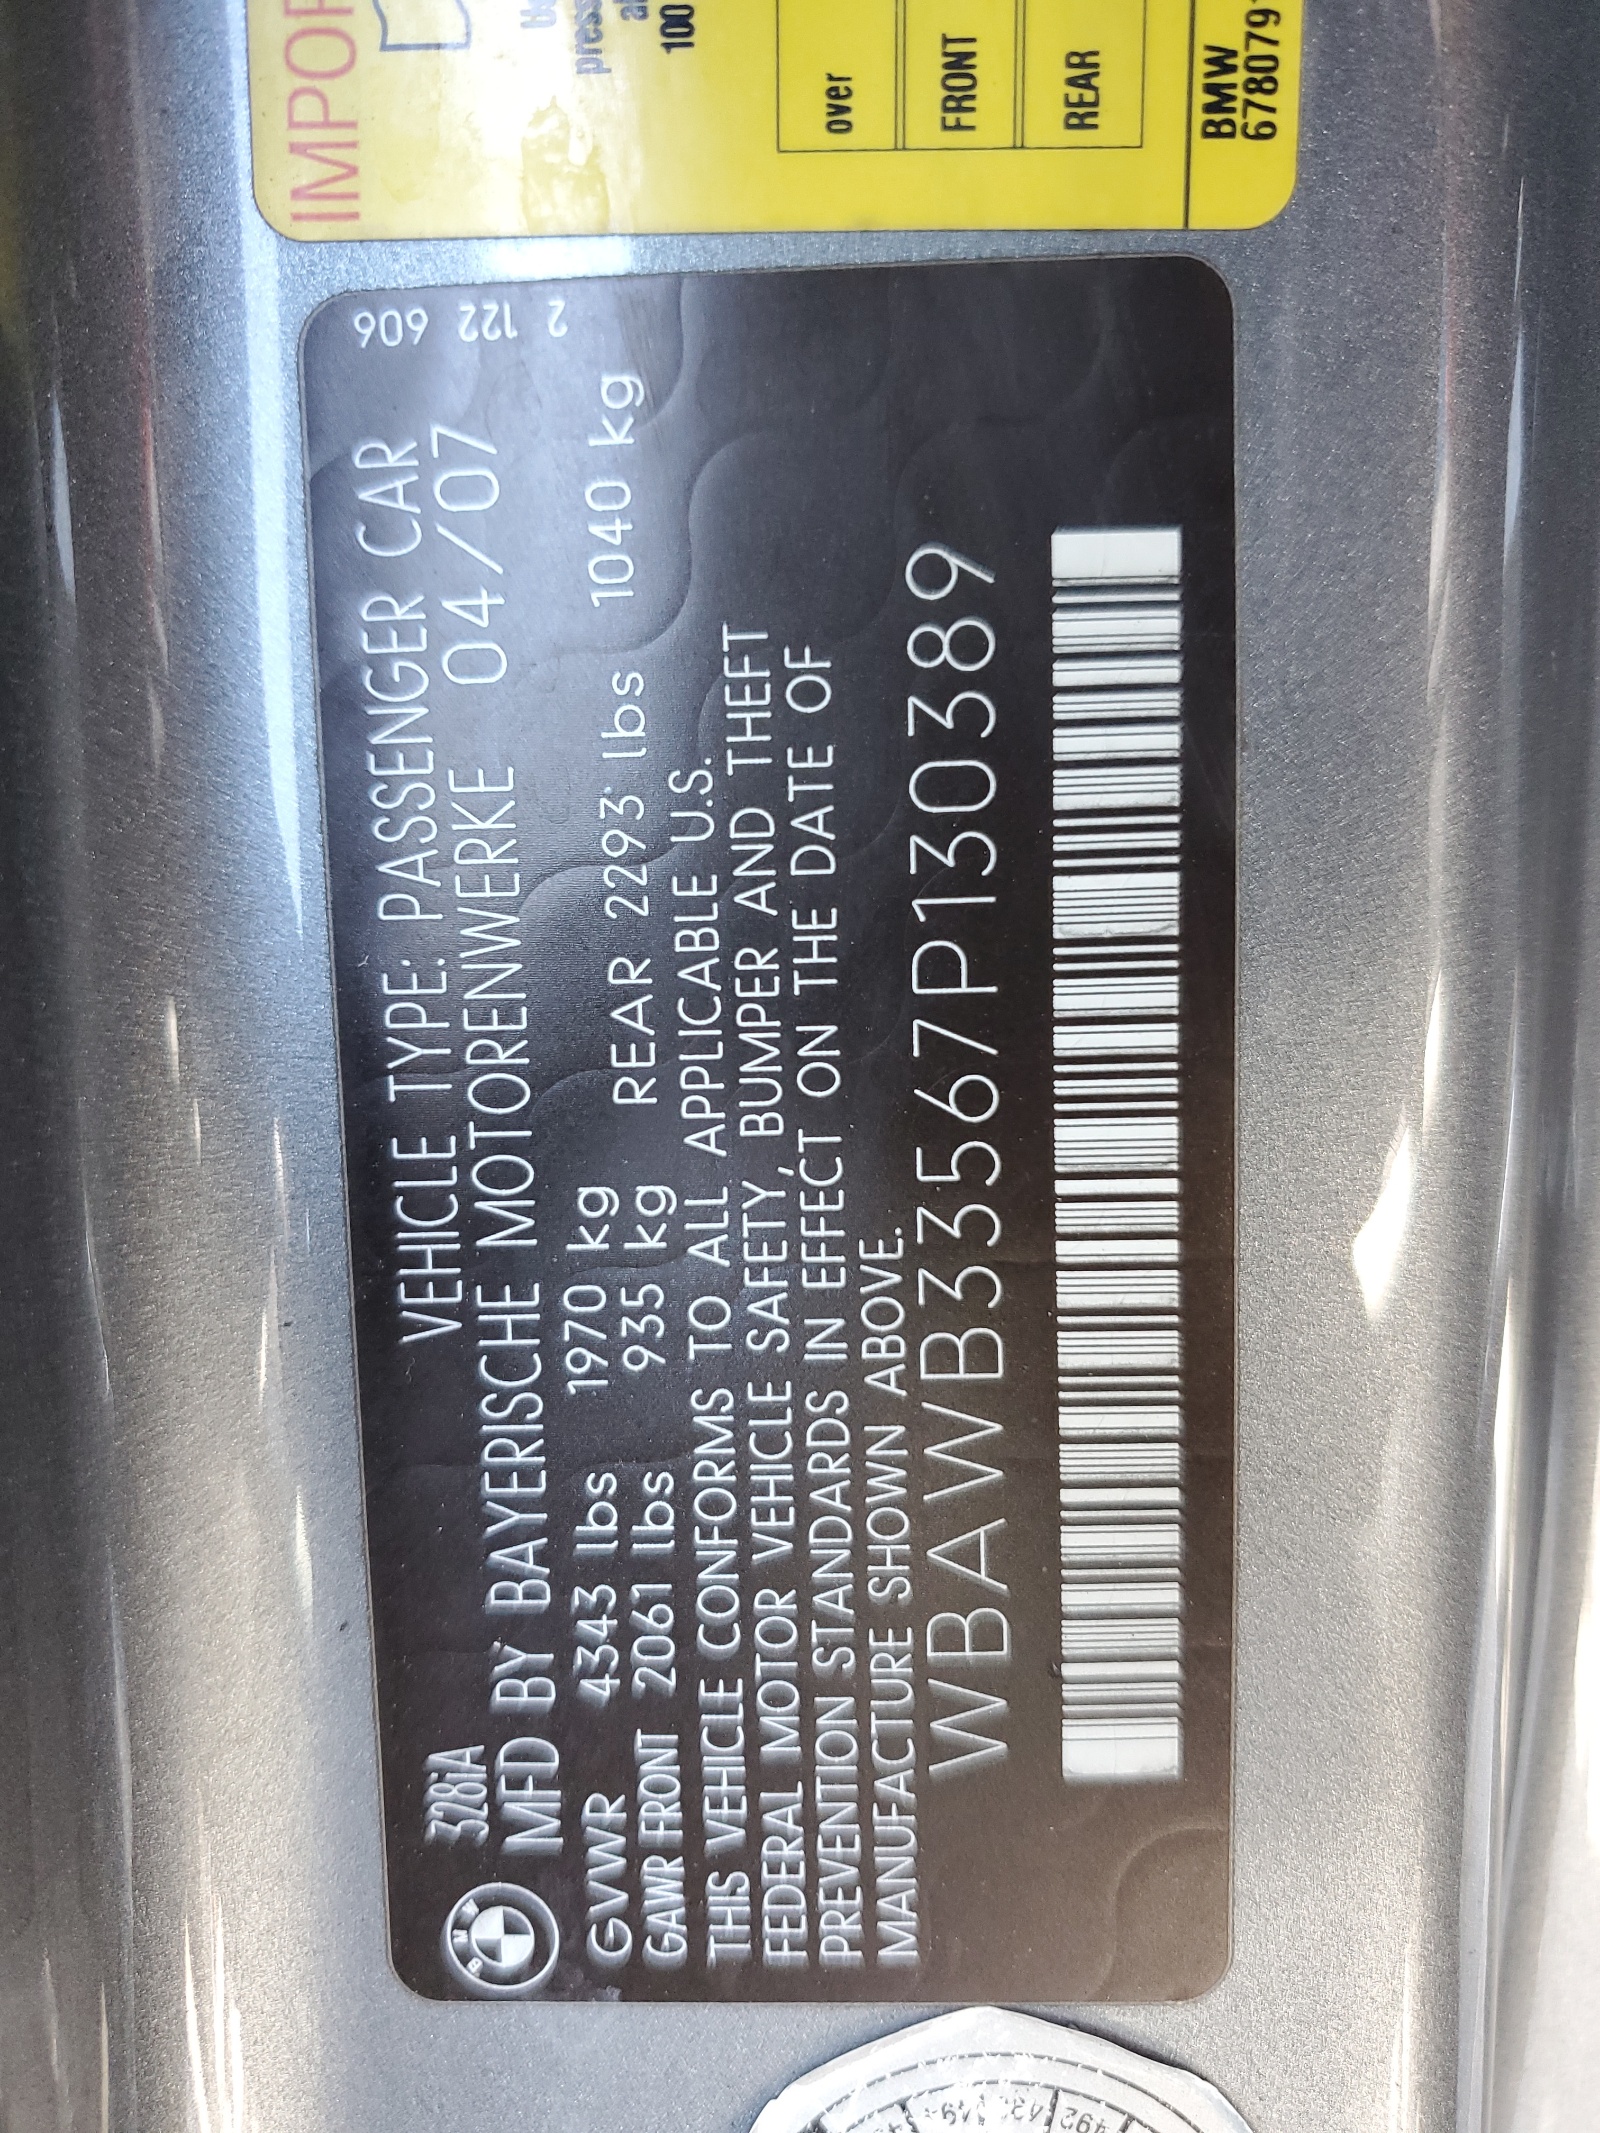 328iA VEHICLE TYPE: PASSENGER CAR
MFD BY BAYERISCHE MOTORENWERKE 04/07
GVWR 4343 lbs 1970 kg
GAWR FRONT 2061 lbs 935 kg REAR 2293 lbs 1040 kg
THIS VEHICLE CONFORMS TO ALL APPLICABLE U.S.
FEDERAL MOTOR VEHICLE SAFETY, BUMPER AND THEFT
PREVENTION STANDARDS IN EFFECT ON THE DATE OF
MANUFACTURE SHOWN ABOVE.
WBAWB33567P130389
2 122 606
BMW
over
FRONT
REAR
BMW
100